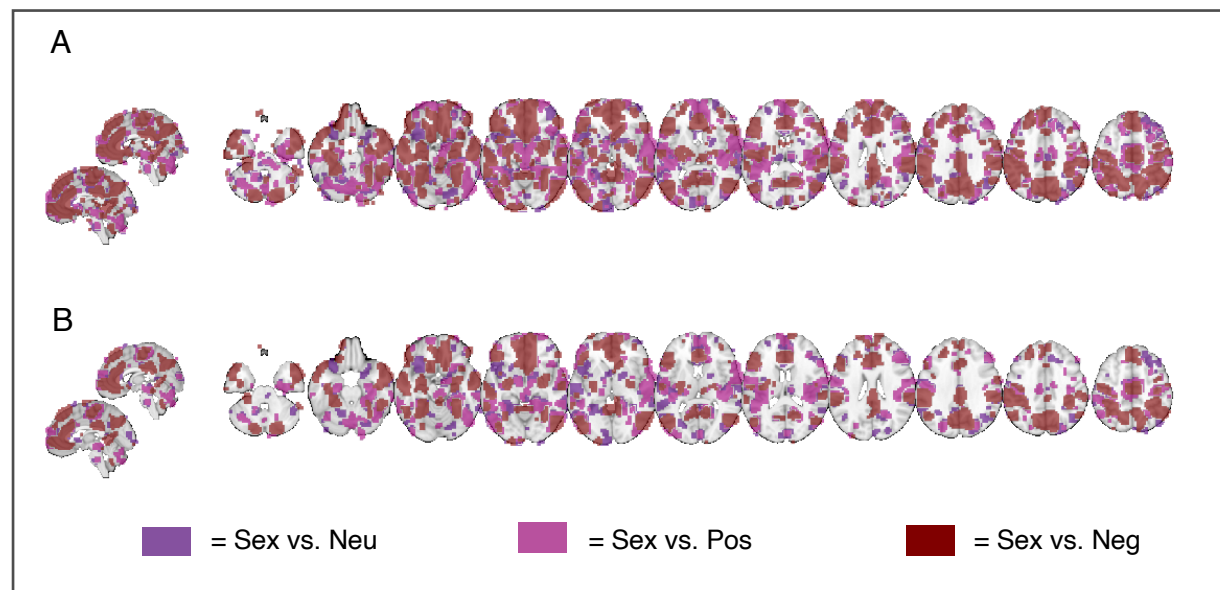 A
B
= Sex vs. Neu = Sex vs. Pos = Sex vs. Neg